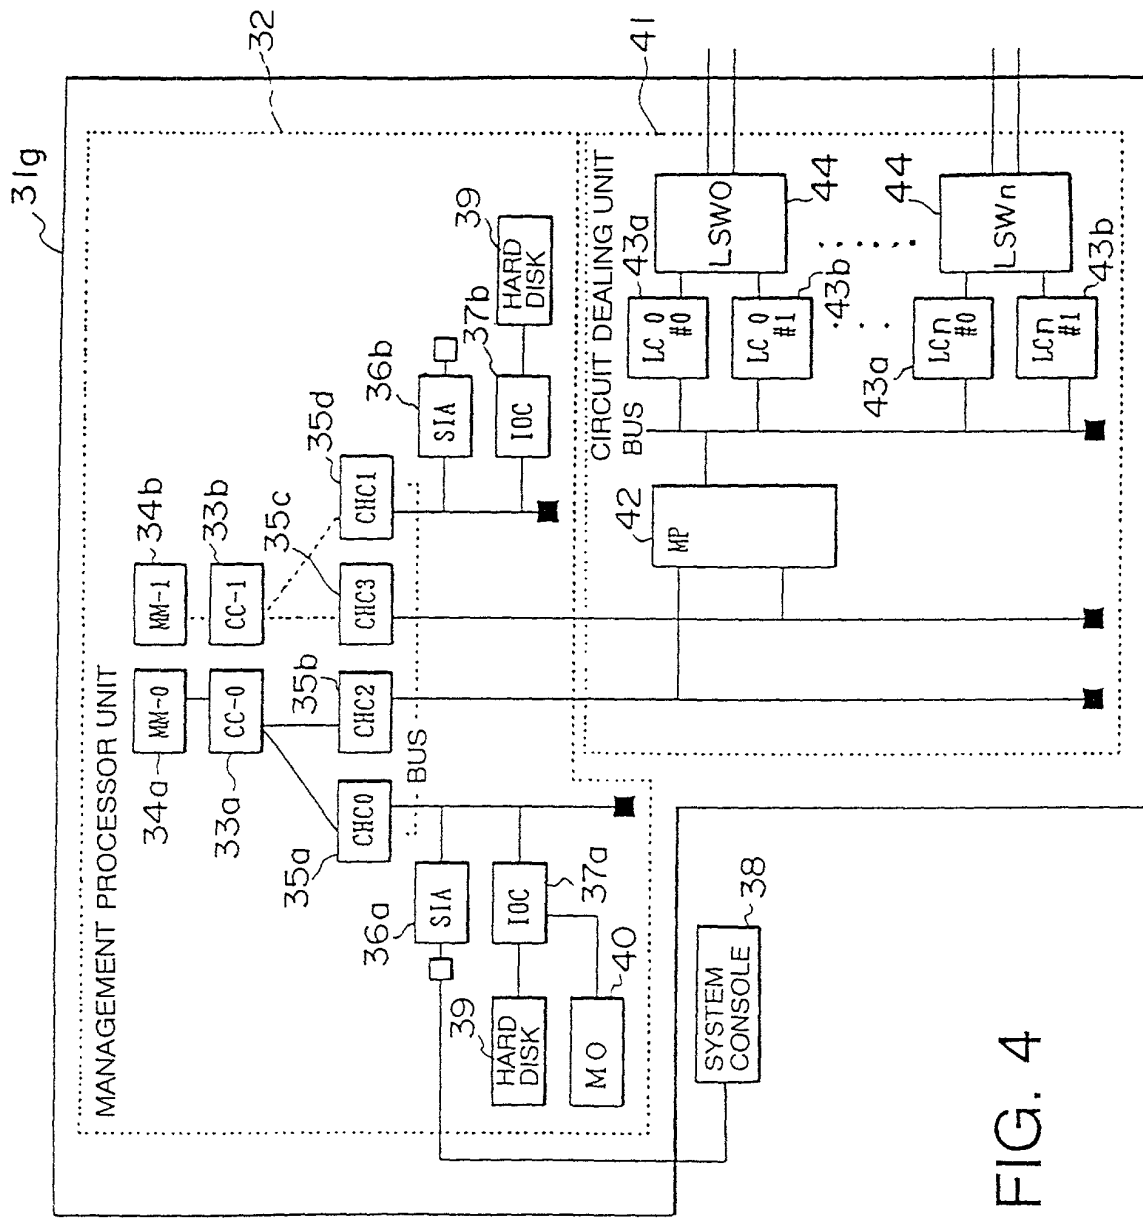 31g
32
MANAGEMENT PROCESSOR UNIT
34a
MM-0
34b
MM-1
33a
CC-0
33b
CC-1
35a
CHC0
35b
CHC2
35c
CHC3
35d
CHC1
BUS
36a
SIA
36b
SIA
37a
IOC
37b
IOC
39
HARD
DISK
39
HARD
DISK
40
MO
38
SYSTEM
CONSOLE
41
CIRCUIT DEALING UNIT
BUS
42
MP
43a
LC 0
#0
43b
LC 0
#1
43a
LCn
#0
43b
LCn
#1
44
LSW0
44
LSWn
FIG. 4